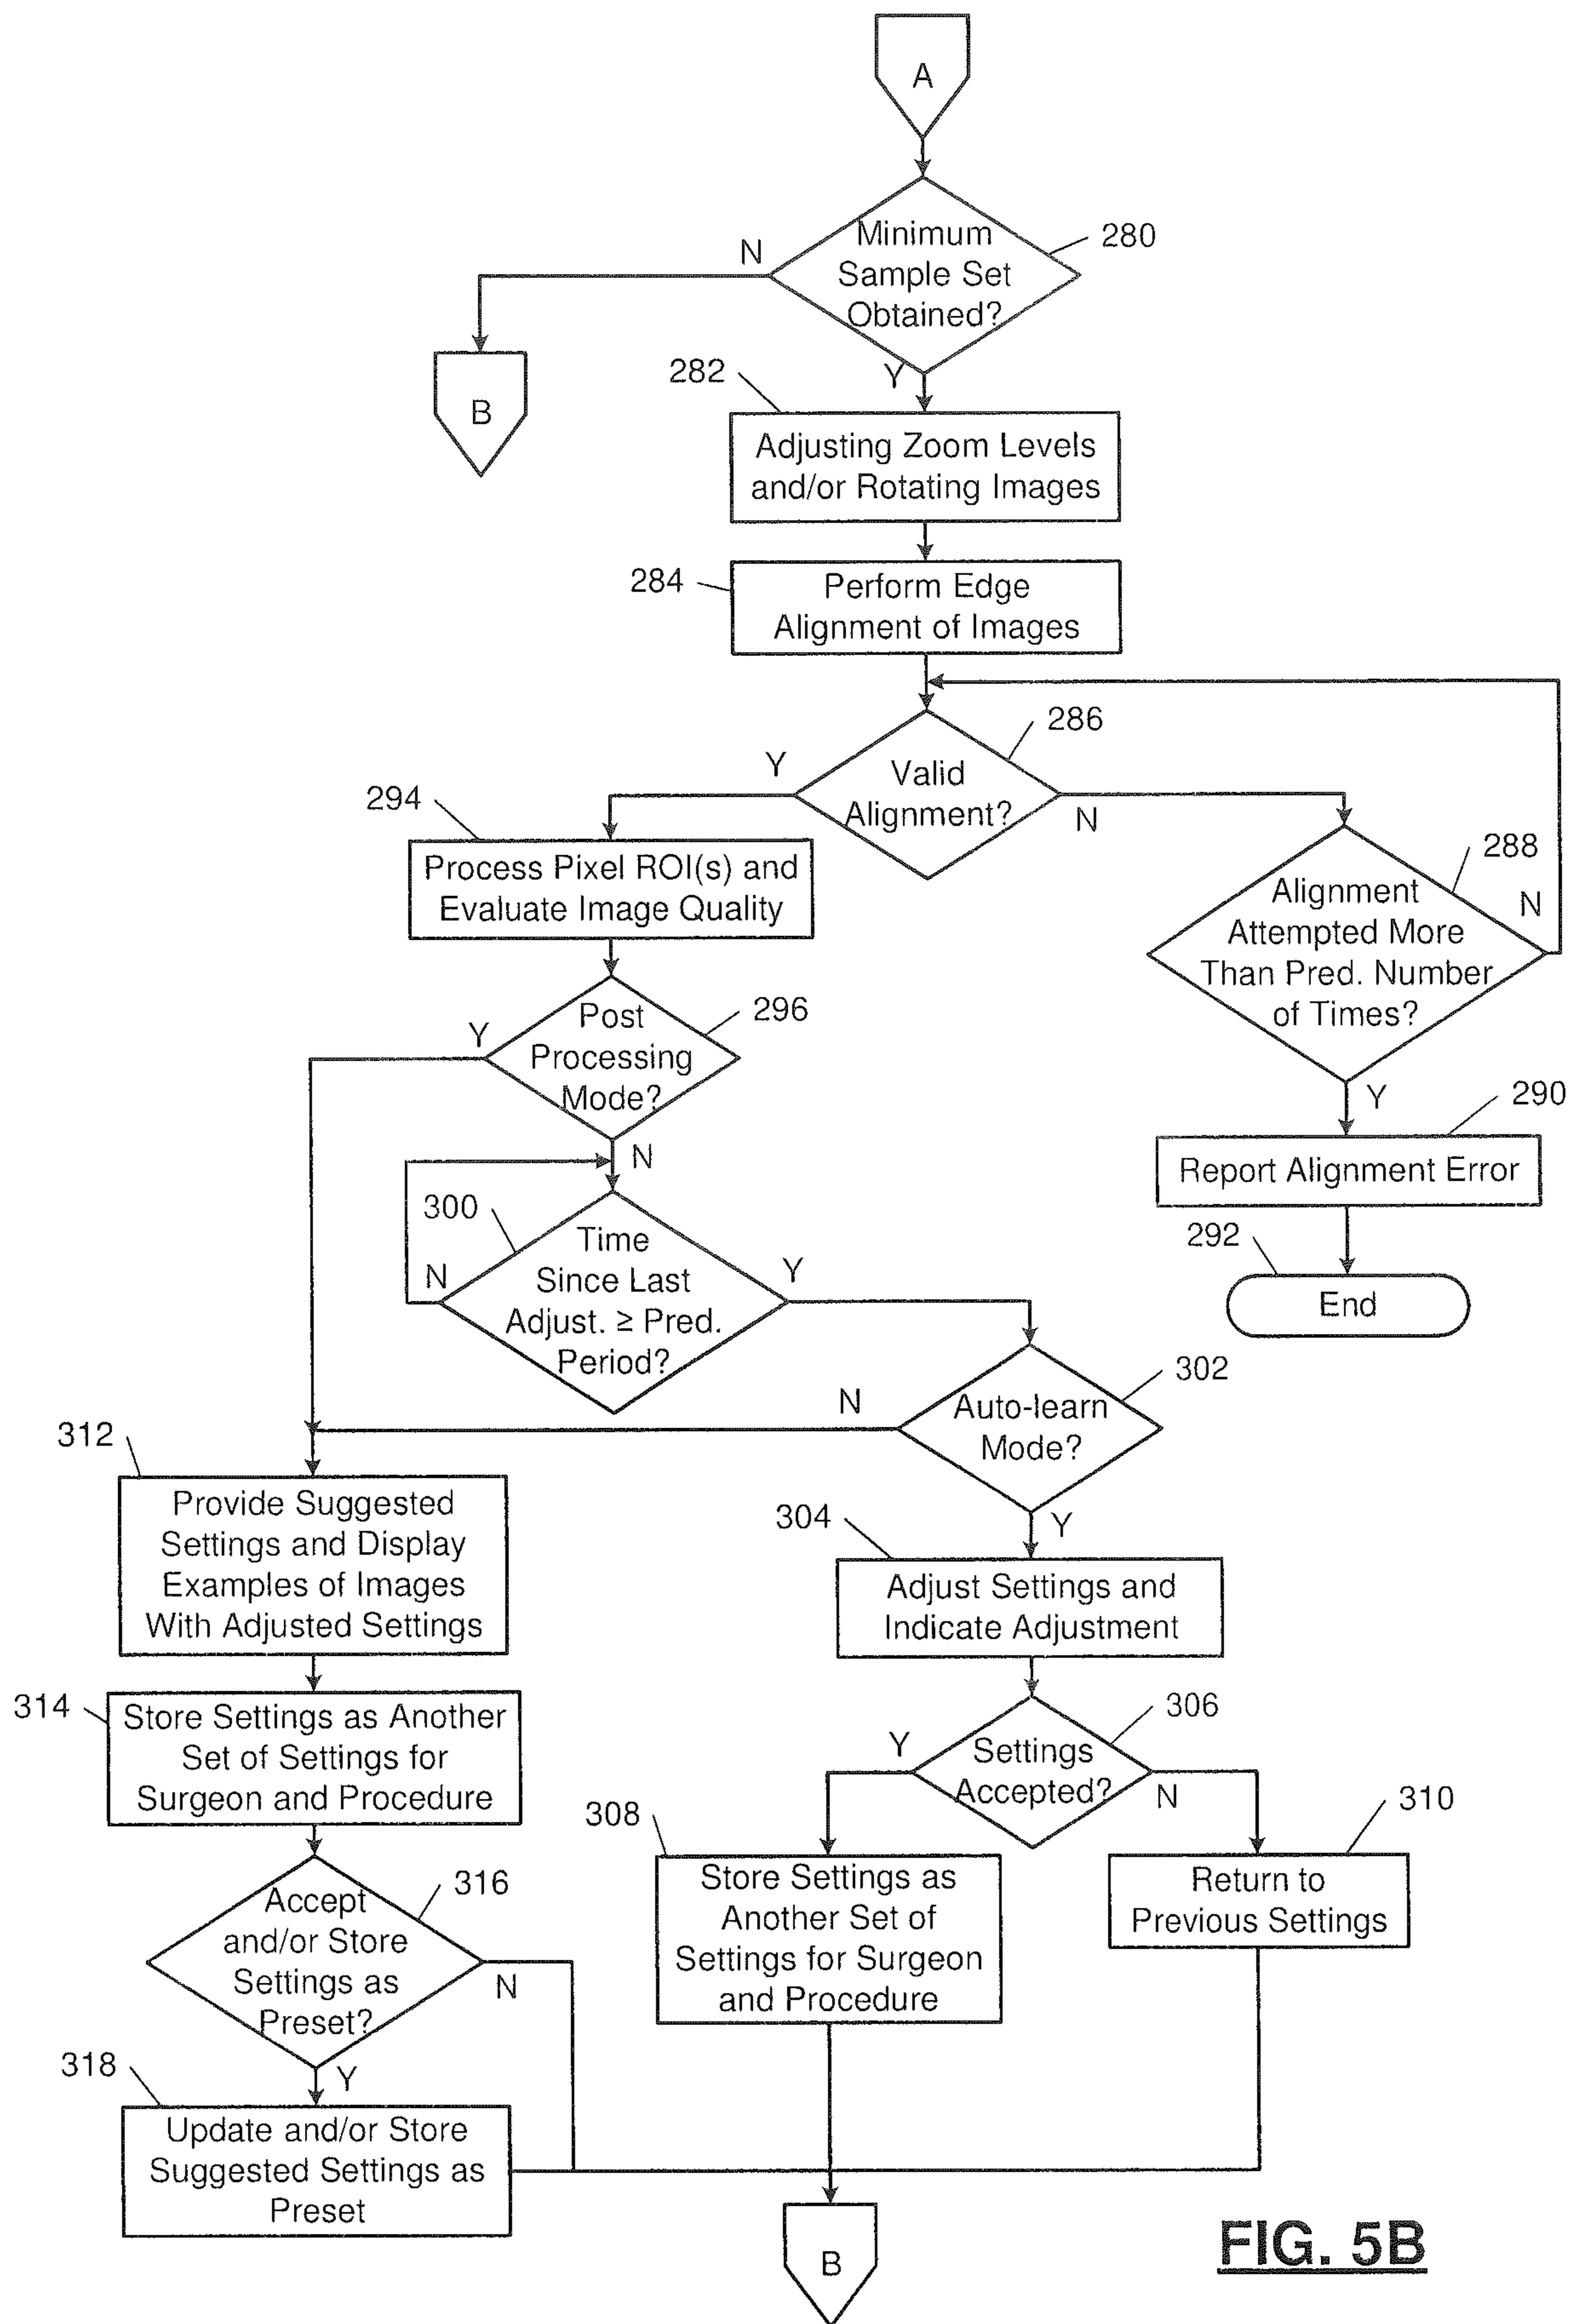 A
Minimum
Sample Set
Obtained?
280
N
Y
B
282
Adjusting Zoom Levels
and/or Rotating Images
284
Perform Edge
Alignment of Images
286
Valid
Alignment?
Y
N
294
Process Pixel ROI(s) and
Evaluate Image Quality
288
Alignment
Attempted More
Than Pred. Number
of Times?
N
Y
296
Post
Processing
Mode?
Y
N
290
Report Alignment Error
292
End
300
Time
Since Last
Adjust. ≥ Pred.
Period?
N
Y
302
Auto-learn
Mode?
N
Y
312
Provide Suggested
Settings and Display
Examples of Images
With Adjusted Settings
304
Adjust Settings and
Indicate Adjustment
314
Store Settings as Another
Set of Settings for
Surgeon and Procedure
306
Settings
Accepted?
Y
N
308
Store Settings as
Another Set of
Settings for Surgeon
and Procedure
310
Return to
Previous Settings
316
Accept
and/or Store
Settings as
Preset?
N
Y
318
Update and/or Store
Suggested Settings as
Preset
B
FIG. 5B